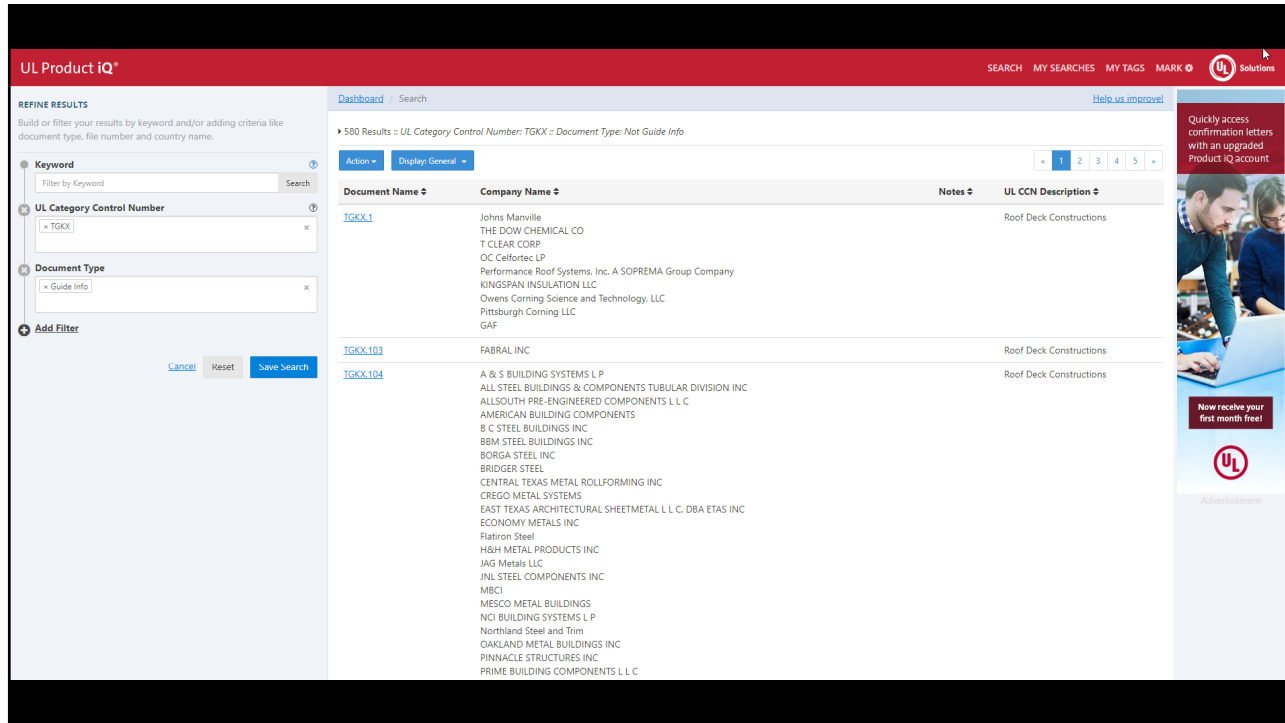 UL Product iQ®
SEARCH MY SEARCHES MY TAGS MARK
UL Solutions
REFINE RESULTS
Build or filter your results by keyword and/or adding criteria like
document type, file number and country name.
Keyword
Filter by Keyword Search
UL Category Control Number
× TGKX ×
Document Type
× Guide Info ×
Add Filter
Cancel Reset Save Search
Dashboard / Search Help us improve!
580 Results :: UL Category Control Number: TGKX :: Document Type: Not Guide Info
Action Display: General « 1 2 3 4 5 »
Document Name Company Name Notes UL CCN Description
TGKX.1 Johns Manville Roof Deck Constructions
THE DOW CHEMICAL CO
T CLEAR CORP
OC Celfortec LP
Performance Roof Systems, Inc. A SOPREMA Group Company
KINGSPAN INSULATION LLC
Owens Corning Science and Technology, LLC
Pittsburgh Corning LLC
GAF
TGKX.103 FABRAL INC Roof Deck Constructions
TGKX.104 A & S BUILDING SYSTEMS L P Roof Deck Constructions
ALL STEEL BUILDINGS & COMPONENTS TUBULAR DIVISION INC
ALLSOUTH PRE-ENGINEERED COMPONENTS L L C
AMERICAN BUILDING COMPONENTS
B C STEEL BUILDINGS INC
BBM STEEL BUILDINGS INC
BORGA STEEL INC
BRIDGER STEEL
CENTRAL TEXAS METAL ROLLFORMING INC
CREGO METAL SYSTEMS
EAST TEXAS ARCHITECTURAL SHEETMETAL L L C, DBA ETAS INC
ECONOMY METALS INC
Flatiron Steel
H&H METAL PRODUCTS INC
JAG Metals LLC
JNL STEEL COMPONENTS INC
MBCI
MESCO METAL BUILDINGS
NCI BUILDING SYSTEMS L P
Northland Steel and Trim
OAKLAND METAL BUILDINGS INC
PINNACLE STRUCTURES INC
PRIME BUILDING COMPONENTS L L C
Quickly access
confirmation letters
with an upgraded
Product iQ account
Now receive your
first month free!
UL
Advertisement